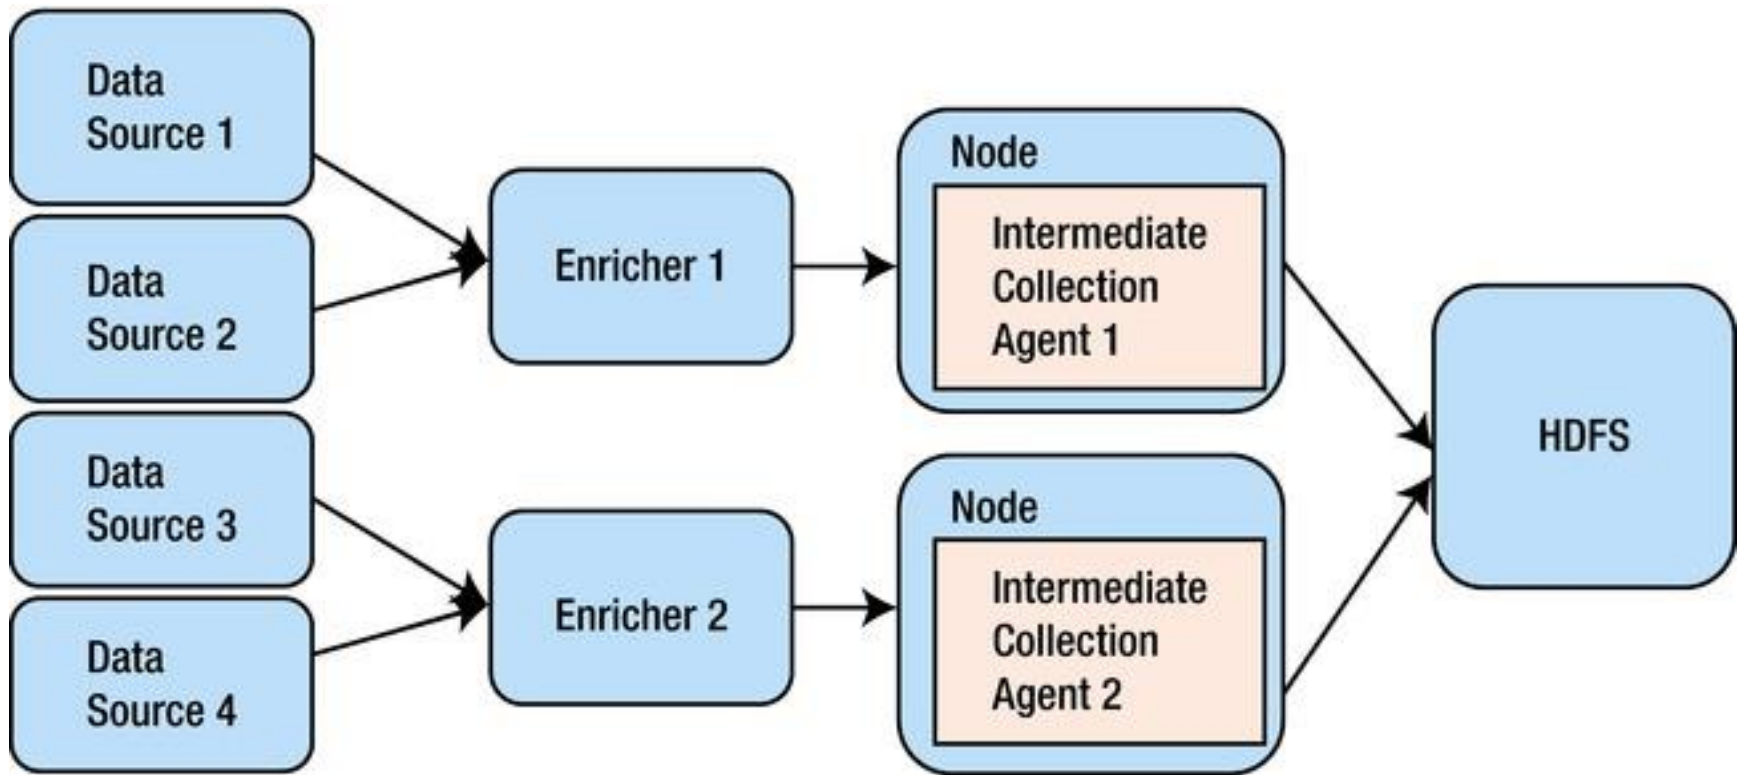 Data
Source 1
Data
Source 2
Data
Source 3
Data
Source 4
Enricher 1
Enricher 2
Node
Intermediate
Collection
Agent 1
Node
Intermediate
Collection
Agent 2
HDFS